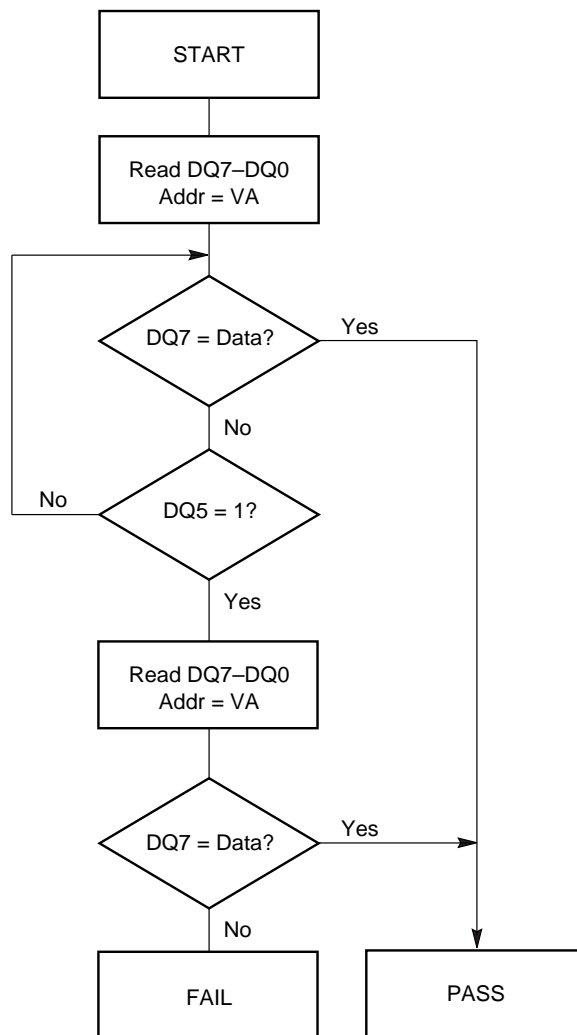 START
Read DQ7–DQ0
Addr = VA
DQ7 = Data?
Yes
No
No
DQ5 = 1?
Yes
Read DQ7–DQ0
Addr = VA
DQ7 = Data?
Yes
No
FAIL
PASS